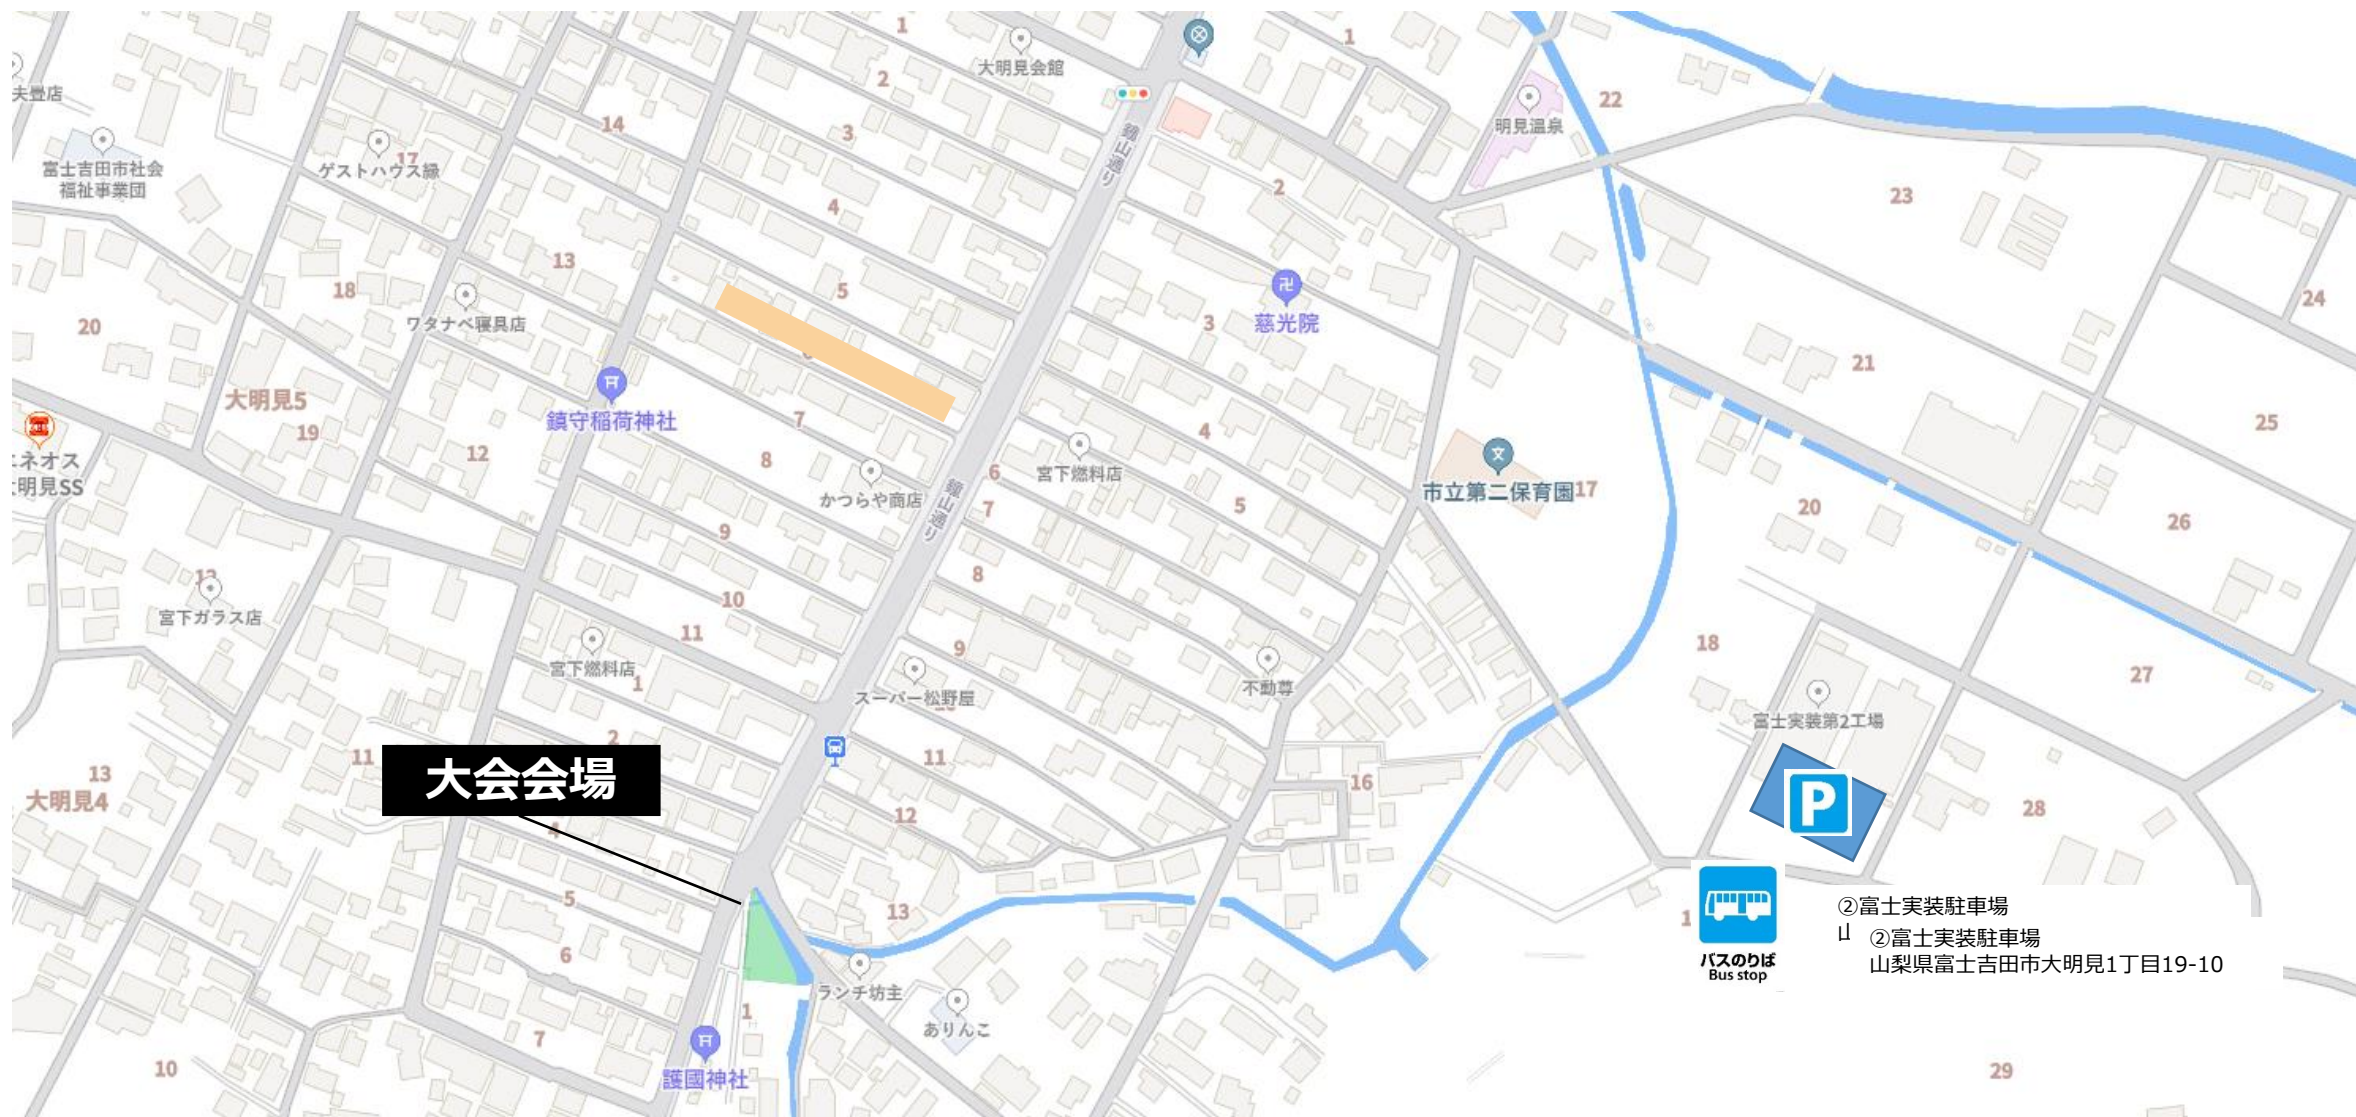 1
大明見会館
1
2
夫畳店
22
明見温泉
14
3
鐘山通り
富士吉田市社会
福祉事業団
17
ゲストハウス縁
2
23
4
13
18
5
24
20
ワタナベ寝具店
3
慈光院
21
大明見5
鎮守稲荷神社
7
19
4
25
12
8
6
宮下燃料店
ネオス
明見SS
かつらや商店
鐘山通り
市立第二保育園
17
7
5
20
26
9
8
宮下ガラス店
10
11
18
宮下燃料店
1
9
不動尊
27
スーパー松野屋
富士実装第2工場
2
11
11
13
大明見4
大会会場
16
28
P
12
4
5
13
1
②富士実装駐車場
②富士実装駐車場
山梨県富士吉田市大明見1丁目19-10
バスのりば
Bus stop
6
ランチ坊主
1
ありんこ
7
10
護國神社
29